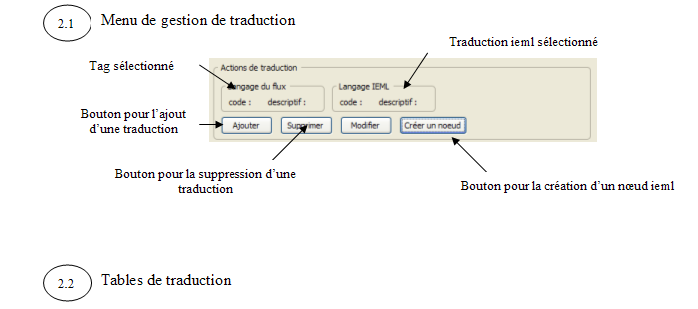 2.1 Menu de gestion de traduction
Traduction ieml sélectionné
Tag sélectionné
Actions de traduction
Langage du flux
Langage IEML
code : descriptif :
code : descriptif :
Bouton pour l'ajout
d'une traduction
Ajouter
Supprimer
Modifier
Créer un noeud
Bouton pour la suppression d'une
traduction
Bouton pour la création d'un nœud ieml
2.2 Tables de traduction